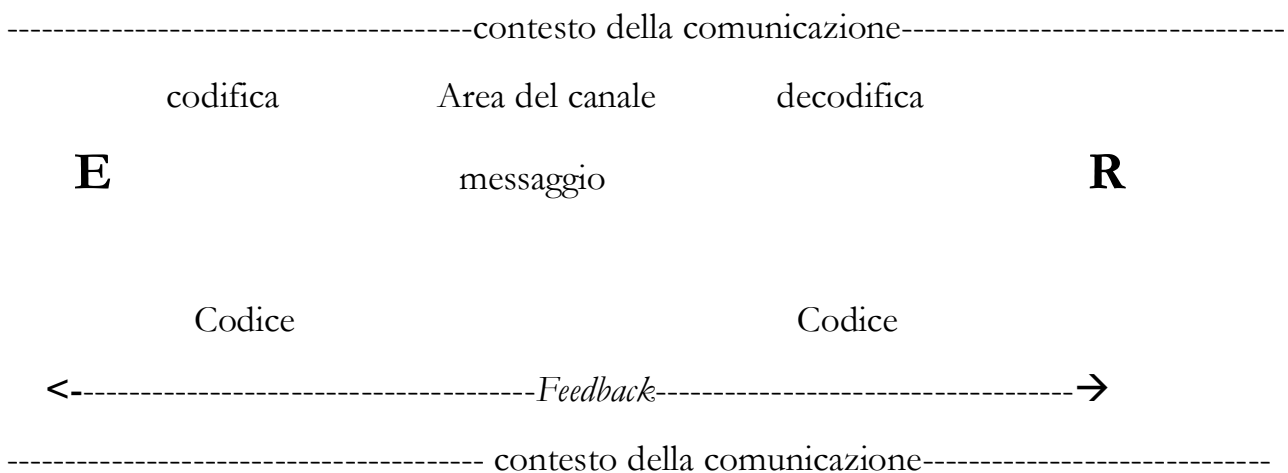 ----------------------------------contesto della comunicazione----------------------------
codifica Area del canale decodifica
E messaggio R
Codice Codice
<----------------------------------Feedback-------------------------------→
----------------------------------- contesto della comunicazione--------------------------